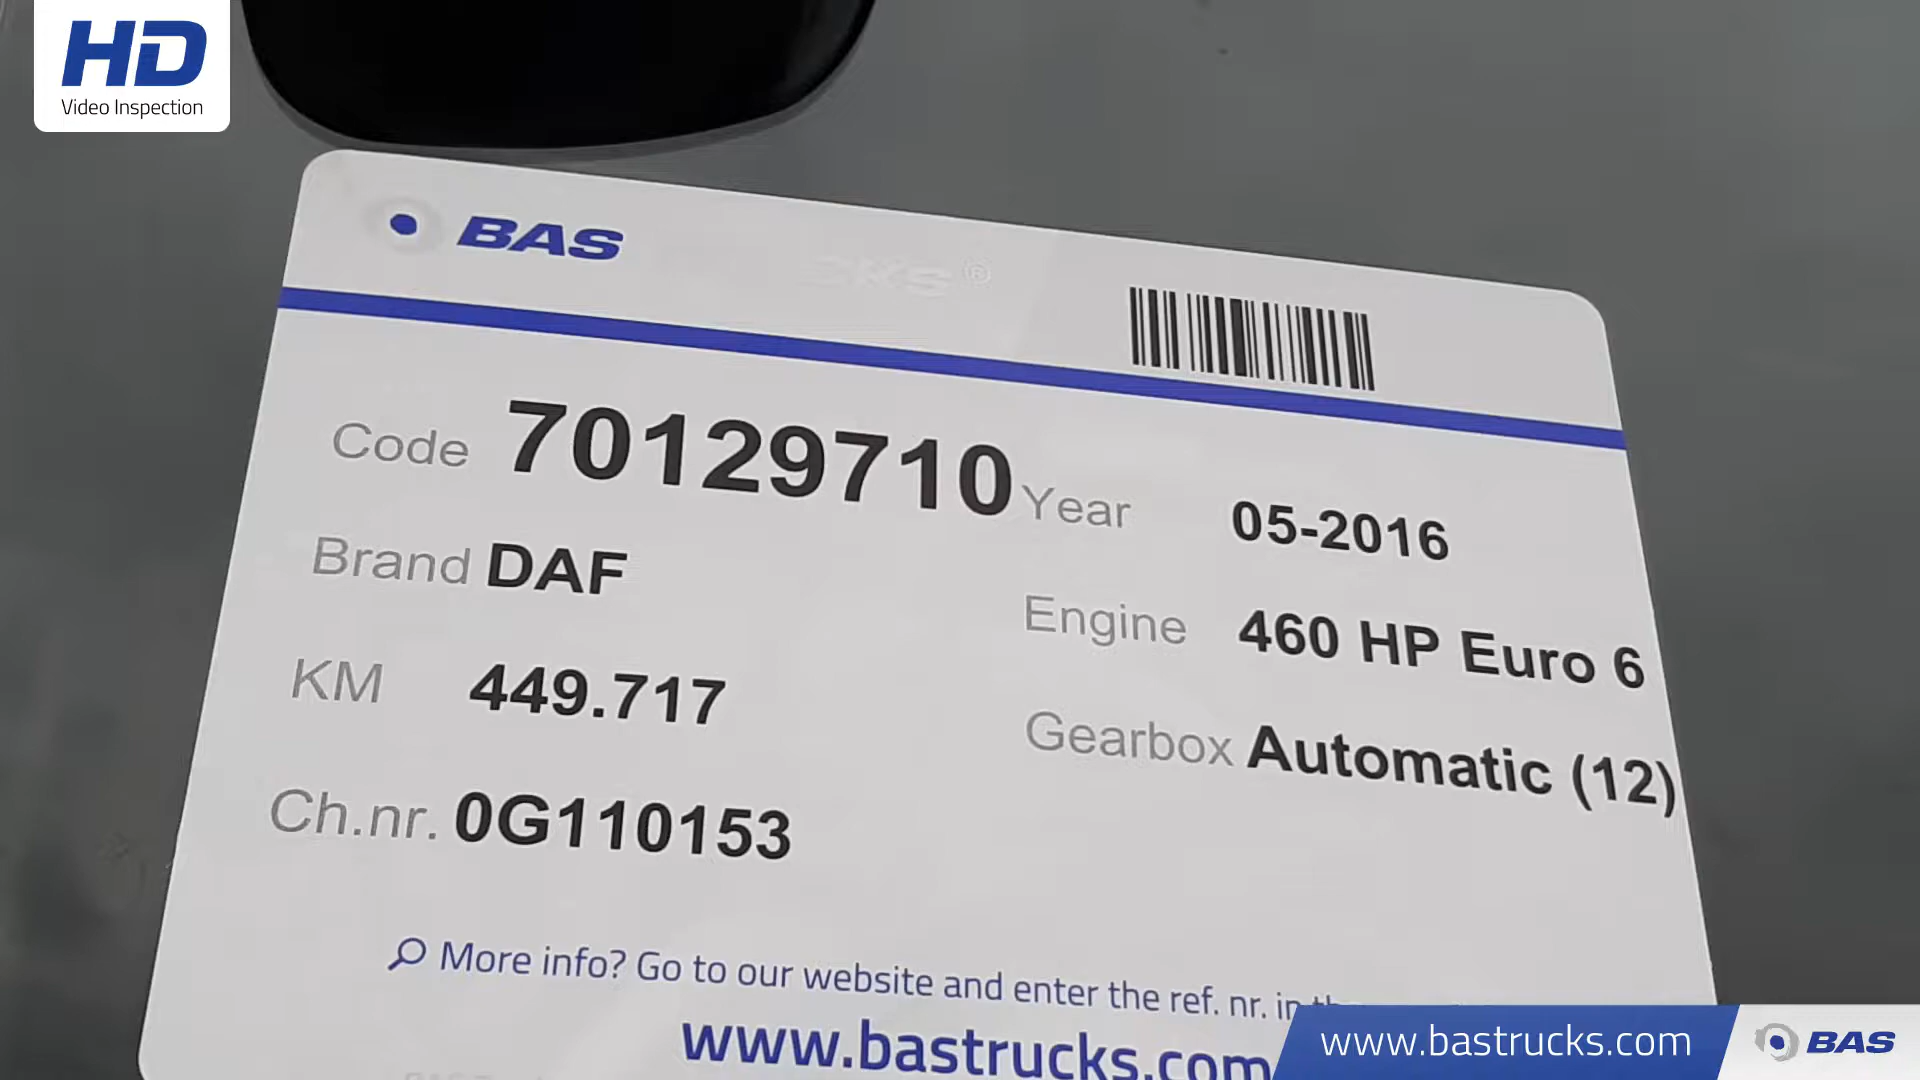 HD
Video Inspection
BAS
Code 70129710
Year 05-2016
Brand DAF
Engine 460 HP Euro 6
KM 449.717
Gearbox Automatic (12)
Ch.nr. 0G110153
More info? Go to our website and enter the ref. nr. in
www.bastrucks.com
www.bastrucks.com
BAS